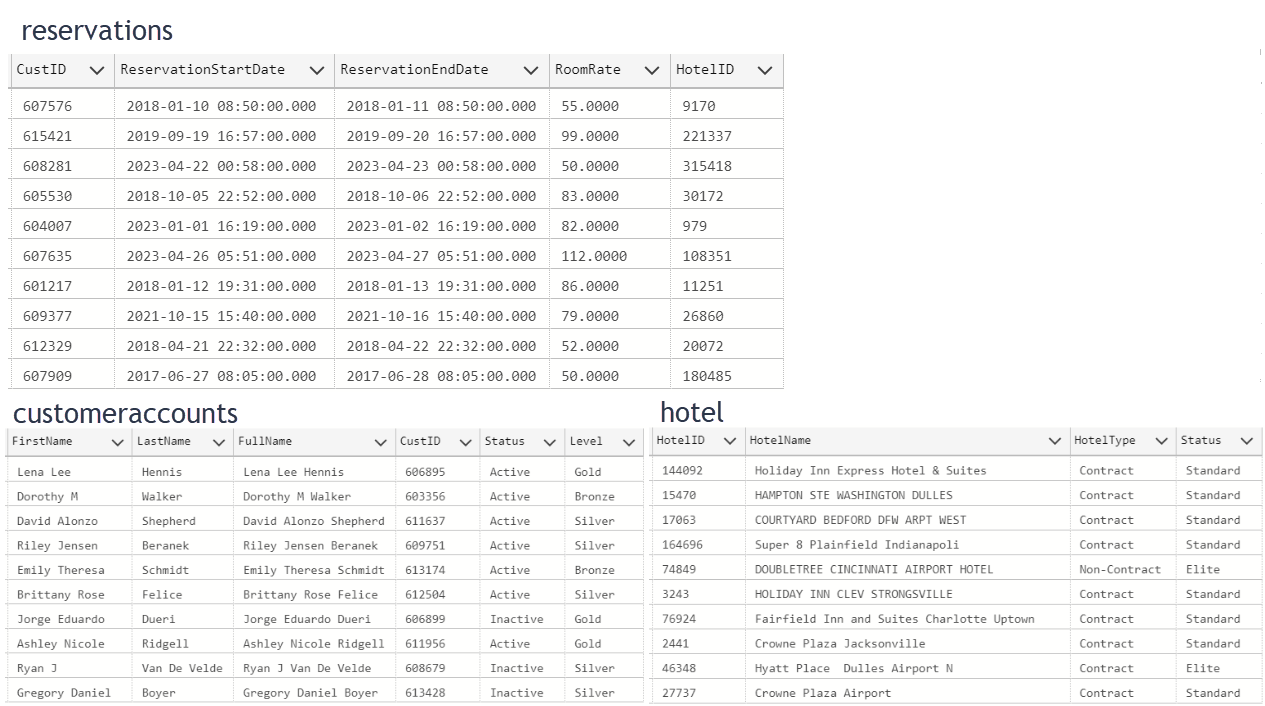 reservations
CustID ReservationStartDate ReservationEndDate RoomRate HotelID
607576 2018-01-10 08:50:00.000 2018-01-11 08:50:00.000 55.0000 9170
615421 2019-09-19 16:57:00.000 2019-09-20 16:57:00.000 99.0000 221337
608281 2023-04-22 00:58:00.000 2023-04-23 00:58:00.000 50.0000 315418
605530 2018-10-05 22:52:00.000 2018-10-06 22:52:00.000 83.0000 30172
604007 2023-01-01 16:19:00.000 2023-01-02 16:19:00.000 82.0000 979
607635 2023-04-26 05:51:00.000 2023-04-27 05:51:00.000 112.0000 108351
601217 2018-01-12 19:31:00.000 2018-01-13 19:31:00.000 86.0000 11251
609377 2021-10-15 15:40:00.000 2021-10-16 15:40:00.000 79.0000 26860
612329 2018-04-21 22:32:00.000 2018-04-22 22:32:00.000 52.0000 20072
607909 2017-06-27 08:05:00.000 2017-06-28 08:05:00.000 50.0000 180485
customeraccounts
FirstName LastName FullName CustID Status Level
Lena Lee Hennis Lena Lee Hennis 606895 Active Gold
Dorothy M Walker Dorothy M Walker 603356 Active Bronze
David Alonzo Shepherd David Alonzo Shepherd 611637 Active Silver
Riley Jensen Beranek Riley Jensen Beranek 609751 Active Silver
Emily Theresa Schmidt Emily Theresa Schmidt 613174 Active Bronze
Brittany Rose Felice Brittany Rose Felice 612504 Active Silver
Jorge Eduardo Dueri Jorge Eduardo Dueri 606899 Inactive Gold
Ashley Nicole Ridgell Ashley Nicole Ridgell 611956 Active Gold
Ryan J Van De Velde Ryan J Van De Velde 608679 Inactive Silver
Gregory Daniel Boyer Gregory Daniel Boyer 613428 Inactive Silver
hotel
HotelID HotelName HotelType Status
144092 Holiday Inn Express Hotel & Suites Contract Standard
15470 HAMPTON STE WASHINGTON DULLES Contract Standard
17063 COURTYARD BEDFORD DFW ARPT WEST Contract Standard
164696 Super 8 Plainfield Indianapoli Contract Standard
74849 DOUBLETREE CINCINNATI AIRPORT HOTEL Non-Contract Elite
3243 HOLIDAY INN CLEV STRONGSVILLE Contract Standard
76924 Fairfield Inn and Suites Charlotte Uptown Contract Standard
2441 Crowne Plaza Jacksonville Contract Standard
46348 Hyatt Place  Dulles Airport N Contract Elite
27737 Crowne Plaza Airport Contract Standard